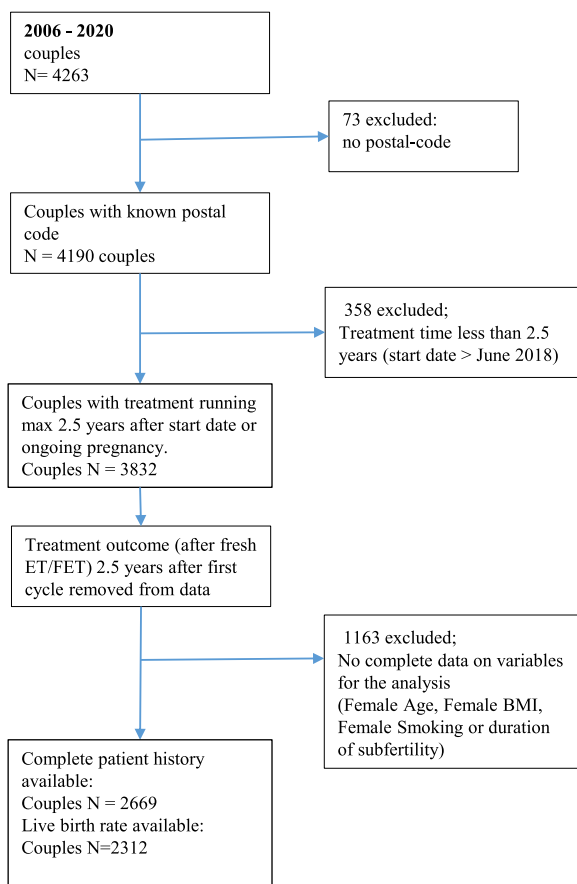 2006 - 2020
couples
N= 4263
73 excluded:
no postal-code
Couples with known postal
code
N = 4190 couples
358 excluded;
Treatment time less than 2.5
years (start date > June 2018)
Couples with treatment running
max 2.5 years after start date or
ongoing pregnancy.
Couples N = 3832
Treatment outcome (after fresh
ET/FET) 2.5 years after first
cycle removed from data
1163 excluded;
No complete data on variables
for the analysis
(Female Age, Female BMI,
Female Smoking or duration
of subfertility)
Complete patient history
available:
Couples N = 2669
Live birth rate available:
Couples N=2312